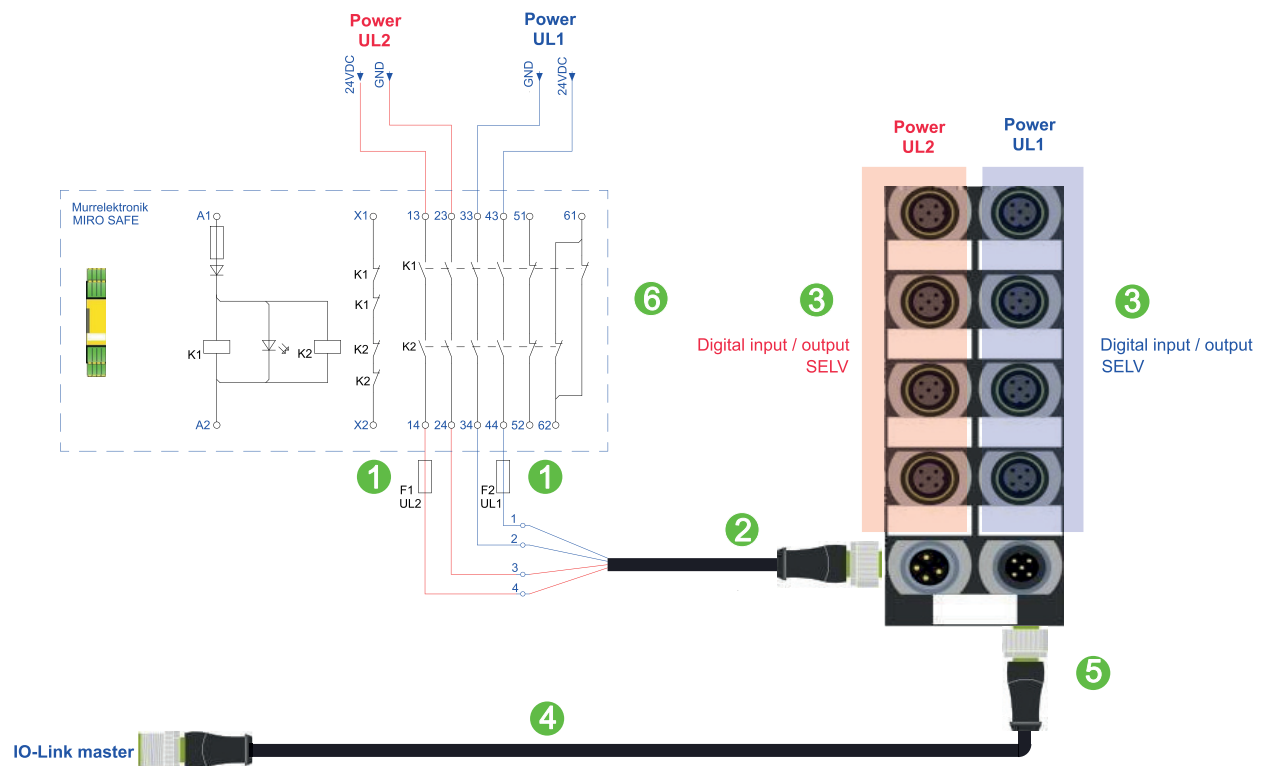 Power
UL2
Power
UL1
24VDC
GND
GND
24VDC
Power
UL2
Power
UL1
Murrelektronik
MIRO SAFE
A1
X1
13
23
33
43
51
61
K1
K1
K1
K1
K2
K2
K2
K2
A2
X2
14
24
34
44
52
62
6
3
3
Digital input / output
SELV
Digital input / output
SELV
1
1
F1
UL2
F2
UL1
1
2
3
4
2
5
4
IO-Link master